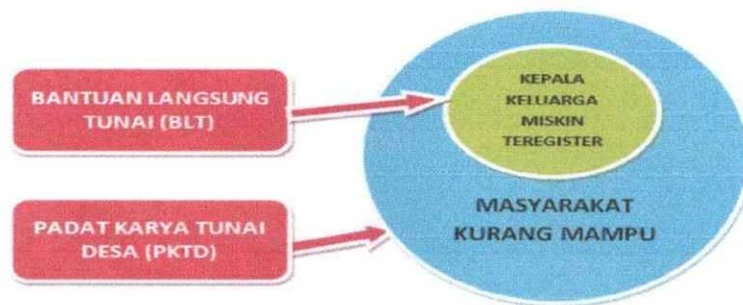 BANTUAN LANGSUNG
TUNAI (BLT)
KEPALA
KELUARGA
MISKIN
TEREGISTER
PADAT KARYA TUNAI
DESA (PKTD)
MASYARAKAT
KURANG MAMPU